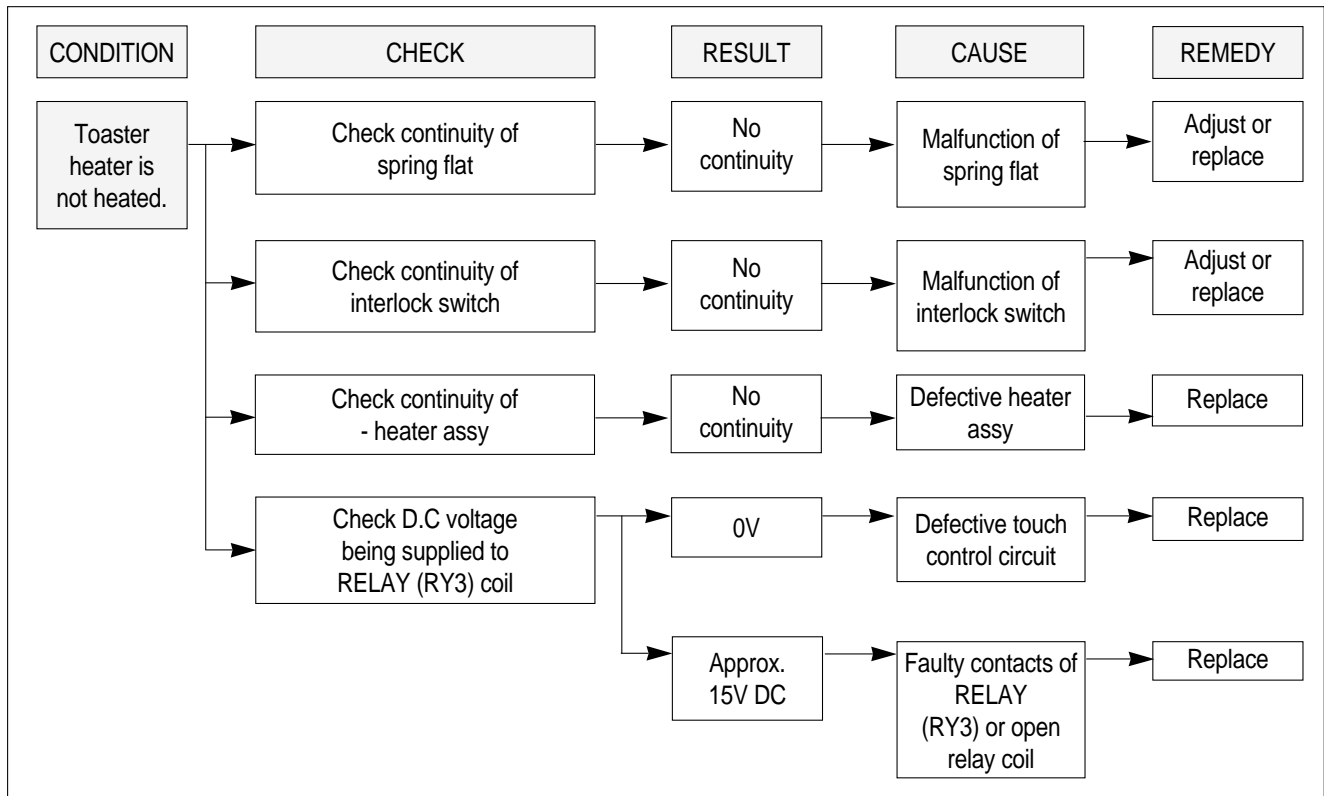 CONDITION
CHECK
RESULT
CAUSE
REMEDY
Toaster
heater is
not heated.
Check continuity of
spring flat
No
continuity
Malfunction of
spring flat
Adjust or
replace
Check continuity of
interlock switch
No
continuity
Malfunction of
interlock switch
Adjust or
replace
Check continuity of
- heater assy
No
continuity
Defective heater
assy
Replace
Check D.C voltage
being supplied to
RELAY (RY3) coil
0V
Defective touch
control circuit
Replace
Approx.
15V DC
Faulty contacts of
RELAY
(RY3) or open
relay coil
Replace